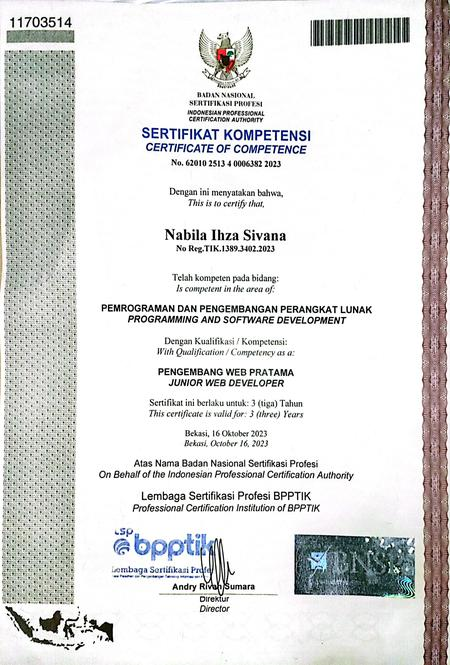 11703514
BADAN NASIONAL
SERTIFIKASI PROFESI
INDONESIAN PROFESSIONAL
CERTIFICATION AUTHORITY
SERTIFIKAT KOMPETENSI
CERTIFICATE OF COMPETENCE
No. 62010 2513 4 0006382 2023
Dengan ini menyatakan bahwa,
This is to certify that,
Nabila Ihza Sivana
No Reg.TIK.1389.3402.2023
Telah kompeten pada bidang:
Is competent in the area of:
PEMROGRAMAN DAN PENGEMBANGAN PERANGKAT LUNAK
PROGRAMMING AND SOFTWARE DEVELOPMENT
Dengan Kualifikasi / Kompetensi:
With Qualification / Competency as a:
PENGEMBANG WEB PRATAMA
JUNIOR WEB DEVELOPER
Sertifikat ini berlaku untuk: 3 (tiga) Tahun
This certificate is valid for: 3 (three) Years
Bekasi, 16 Oktober 2023
Bekasi, October 16, 2023
Atas Nama Badan Nasional Sertifikasi Profesi
On Behalf of the Indonesian Professional Certification Authority
Lembaga Sertifikasi Profesi BPPTIK
Professional Certification Institution of BPPTIK
LSP
bpptik
Lembaga Sertifikasi Profesi
BNSP
Andry Rivan Sumara
Direktur
Director